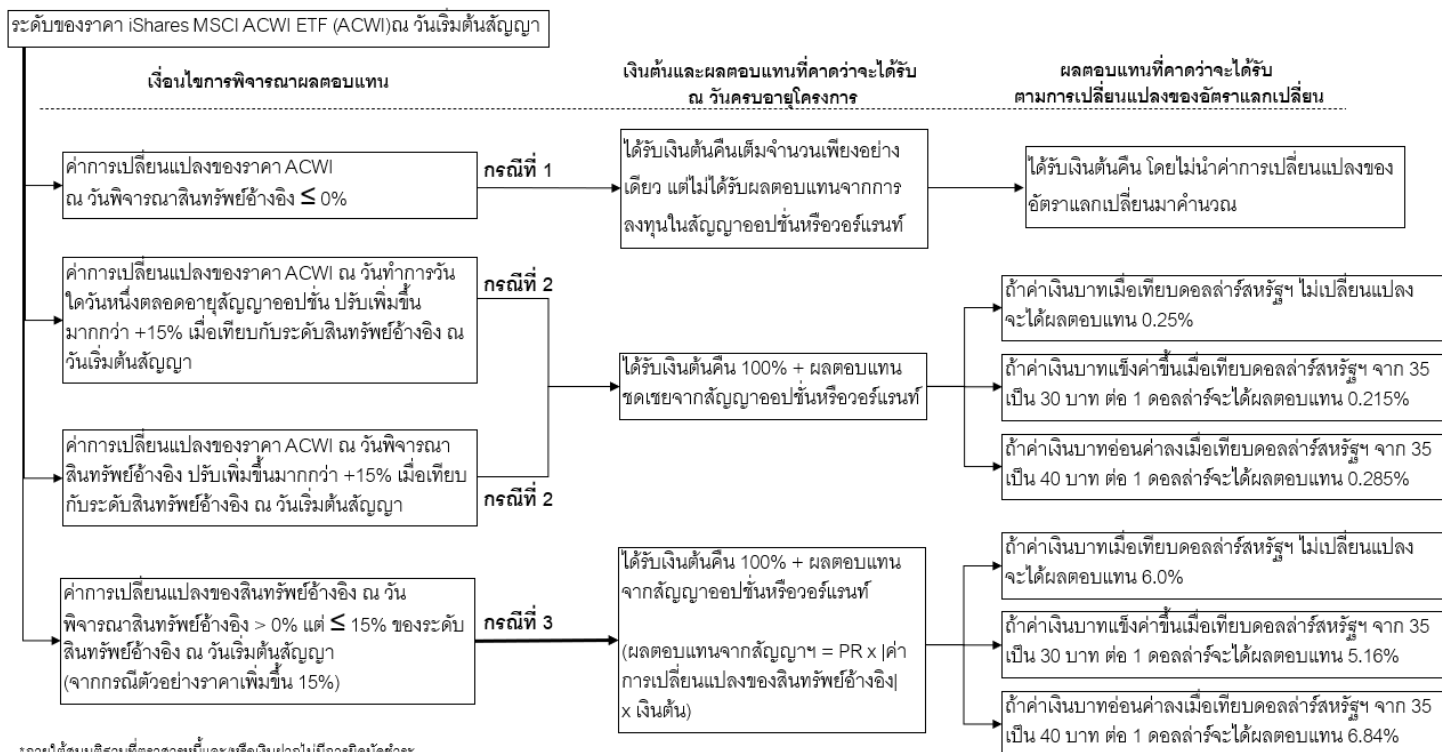 ระดับของราคา iShares MSCI ACWI ETF (ACWI)ณ วันเริ่มต้นสัญญา
เงื่อนไขการพิจารณาผลตอบแทน
เงินต้นและผลตอบแทนที่คาดว่าจะได้รับ
ณ วันครบอายุโครงการ
ผลตอบแทนที่คาดว่าจะได้รับ
ตามการเปลี่ยนแปลงของอัตราแลกเปลี่ยน
ค่าการเปลี่ยนแปลงของราคา ACWI
ณ วันพิจารณาสินทรัพย์อ้างอิง ≤ 0%
กรณีที่ 1
ได้รับเงินต้นคืนเต็มจำนวนเพียงอย่าง
เดียว แต่ไม่ได้รับผลตอบแทนจากการ
ลงทุนในสัญญาออปชั่นหรือวอร์แรนท์
ได้รับเงินต้นคืน โดยไม่นำค่าการเปลี่ยนแปลงของ
อัตราแลกเปลี่ยนมาคำนวณ
ค่าการเปลี่ยนแปลงของราคา ACWI ณ วันทำการวัน
ใดวันหนึ่งตลอดอายุสัญญาออปชั่น ปรับเพิ่มขึ้น
มากกว่า +15% เมื่อเทียบกับระดับสินทรัพย์อ้างอิง ณ
วันเริ่มต้นสัญญา
กรณีที่ 2
ค่าการเปลี่ยนแปลงของราคา ACWI ณ วันพิจารณา
สินทรัพย์อ้างอิง ปรับเพิ่มขึ้นมากกว่า +15% เมื่อเทียบ
กับระดับสินทรัพย์อ้างอิง ณ วันเริ่มต้นสัญญา
กรณีที่ 2
ได้รับเงินต้นคืน 100% + ผลตอบแทน
ชดเชยจากสัญญาออปชั่นหรือวอร์แรนท์
ถ้าค่าเงินบาทเมื่อเทียบดอลล่าร์สหรัฐฯ ไม่เปลี่ยนแปลง
จะได้ผลตอบแทน 0.25%
ถ้าค่าเงินบาทแข็งค่าขึ้นเมื่อเทียบดอลล่าร์สหรัฐฯ จาก 35
เป็น 30 บาท ต่อ 1 ดอลล่าร์จะได้ผลตอบแทน 0.215%
ถ้าค่าเงินบาทอ่อนค่าลงเมื่อเทียบดอลล่าร์สหรัฐฯ จาก 35
เป็น 40 บาท ต่อ 1 ดอลล่าร์จะได้ผลตอบแทน 0.285%
ค่าการเปลี่ยนแปลงของสินทรัพย์อ้างอิง ณ วัน
พิจารณาสินทรัพย์อ้างอิง > 0% แต่ ≤ 15% ของระดับ
สินทรัพย์อ้างอิง ณ วันเริ่มต้นสัญญา
(จากกรณีตัวอย่างราคาเพิ่มขึ้น 15%)
กรณีที่ 3
ได้รับเงินต้นคืน 100% + ผลตอบแทน
จากสัญญาออปชั่นหรือวอร์แรนท์
(ผลตอบแทนจากสัญญาฯ = PR x |ค่า
การเปลี่ยนแปลงของสินทรัพย์อ้างอิง|
x เงินต้น)
ถ้าค่าเงินบาทเมื่อเทียบดอลล่าร์สหรัฐฯ ไม่เปลี่ยนแปลง
จะได้ผลตอบแทน 6.0%
ถ้าค่าเงินบาทแข็งค่าขึ้นเมื่อเทียบดอลล่าร์สหรัฐฯ จาก 35
เป็น 30 บาท ต่อ 1 ดอลล่าร์จะได้ผลตอบแทน 5.16%
ถ้าค่าเงินบาทอ่อนค่าลงเมื่อเทียบดอลล่าร์สหรัฐฯ จาก 35
เป็น 40 บาท ต่อ 1 ดอลล่าร์จะได้ผลตอบแทน 6.84%
*ภายใต้สมมติฐานที่ตราสารหนี้และ/หรือเงินฝากไม่มีการผิดนัดชำระ